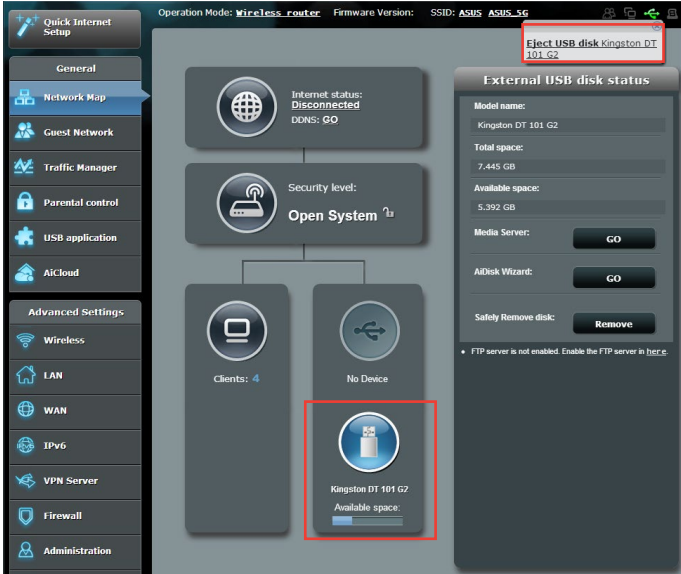 Quick Internet
Setup
Operation Mode: Wireless router Firmware Version: SSID: ASUS ASUS_5G
Eject USB disk Kingston DT
101 G2
General
Network Map
Guest Network
Traffic Manager
Parental control
USB application
AiCloud
Advanced Settings
Wireless
LAN
WAN
IPv6
VPN Server
Firewall
Administration
Internet status:
Disconnected
DDNS: GO
Security level:
Open System
Clients: 4
No Device
Kingston DT 101 G2
Available space:
External USB disk status
Model name:
Kingston DT 101 G2
Total space:
7.445 GB
Available space:
5.392 GB
Media Server: GO
AiDisk Wizard: GO
Safely Remove disk: Remove
• FTP server is not enabled. Enable the FTP server in here.